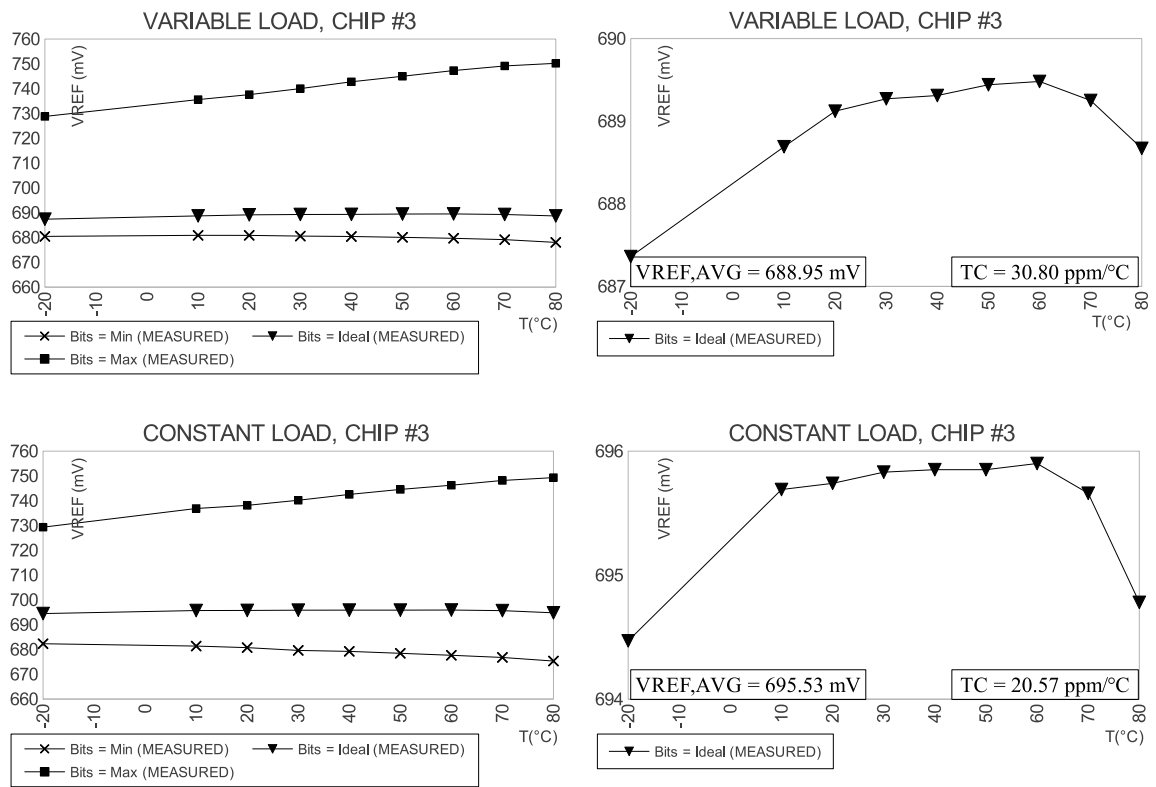 VARIABLE LOAD, CHIP #3
VREF (mV)
760
750
740
730
720
710
700
690
680
670
660
-20 -10 0 10 20 30 40 50 60 70 80
T(°C)
Bits = Min (MEASURED) Bits = Ideal (MEASURED)
Bits = Max (MEASURED)
VARIABLE LOAD, CHIP #3
VREF (mV)
690
689
688
687
VREF,AVG = 688.95 mV TC = 30.80 ppm/°C
-20 -10 0 10 20 30 40 50 60 70 80
T(°C)
Bits = Ideal (MEASURED)
CONSTANT LOAD, CHIP #3
VREF (mV)
760
750
740
730
720
710
700
690
680
670
660
-20 -10 0 10 20 30 40 50 60 70 80
T(°C)
Bits = Min (MEASURED) Bits = Ideal (MEASURED)
Bits = Max (MEASURED)
CONSTANT LOAD, CHIP #3
VREF (mV)
696
695
694
VREF,AVG = 695.53 mV TC = 20.57 ppm/°C
-20 -10 0 10 20 30 40 50 60 70 80
T(°C)
Bits = Ideal (MEASURED)